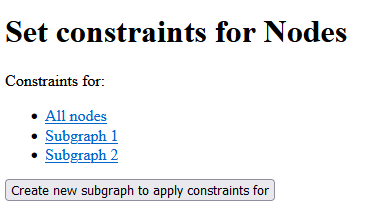 Set constraints for Nodes
Constraints for:
All nodes
Subgraph 1
Subgraph 2
Create new subgraph to apply constraints for